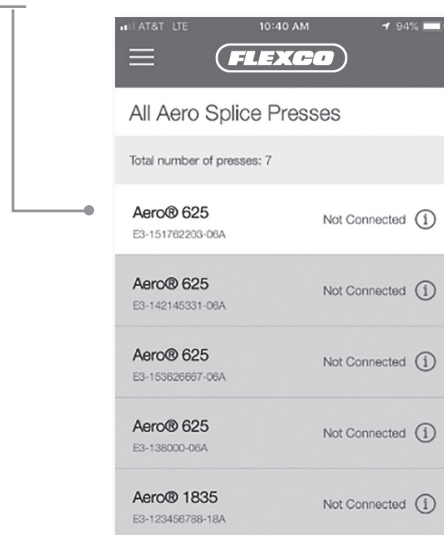 AT&T LTE 10:40 AM 94%
FLEXCO
All Aero Splice Presses
Total number of presses: 7
Aero® 625 Not Connected
E3-151762203-06A
Aero® 625 Not Connected
E3-142145331-06A
Aero® 625 Not Connected
E3-153626667-06A
Aero® 625 Not Connected
E3-138000-06A
Aero® 1835 Not Connected
E3-123456788-18A